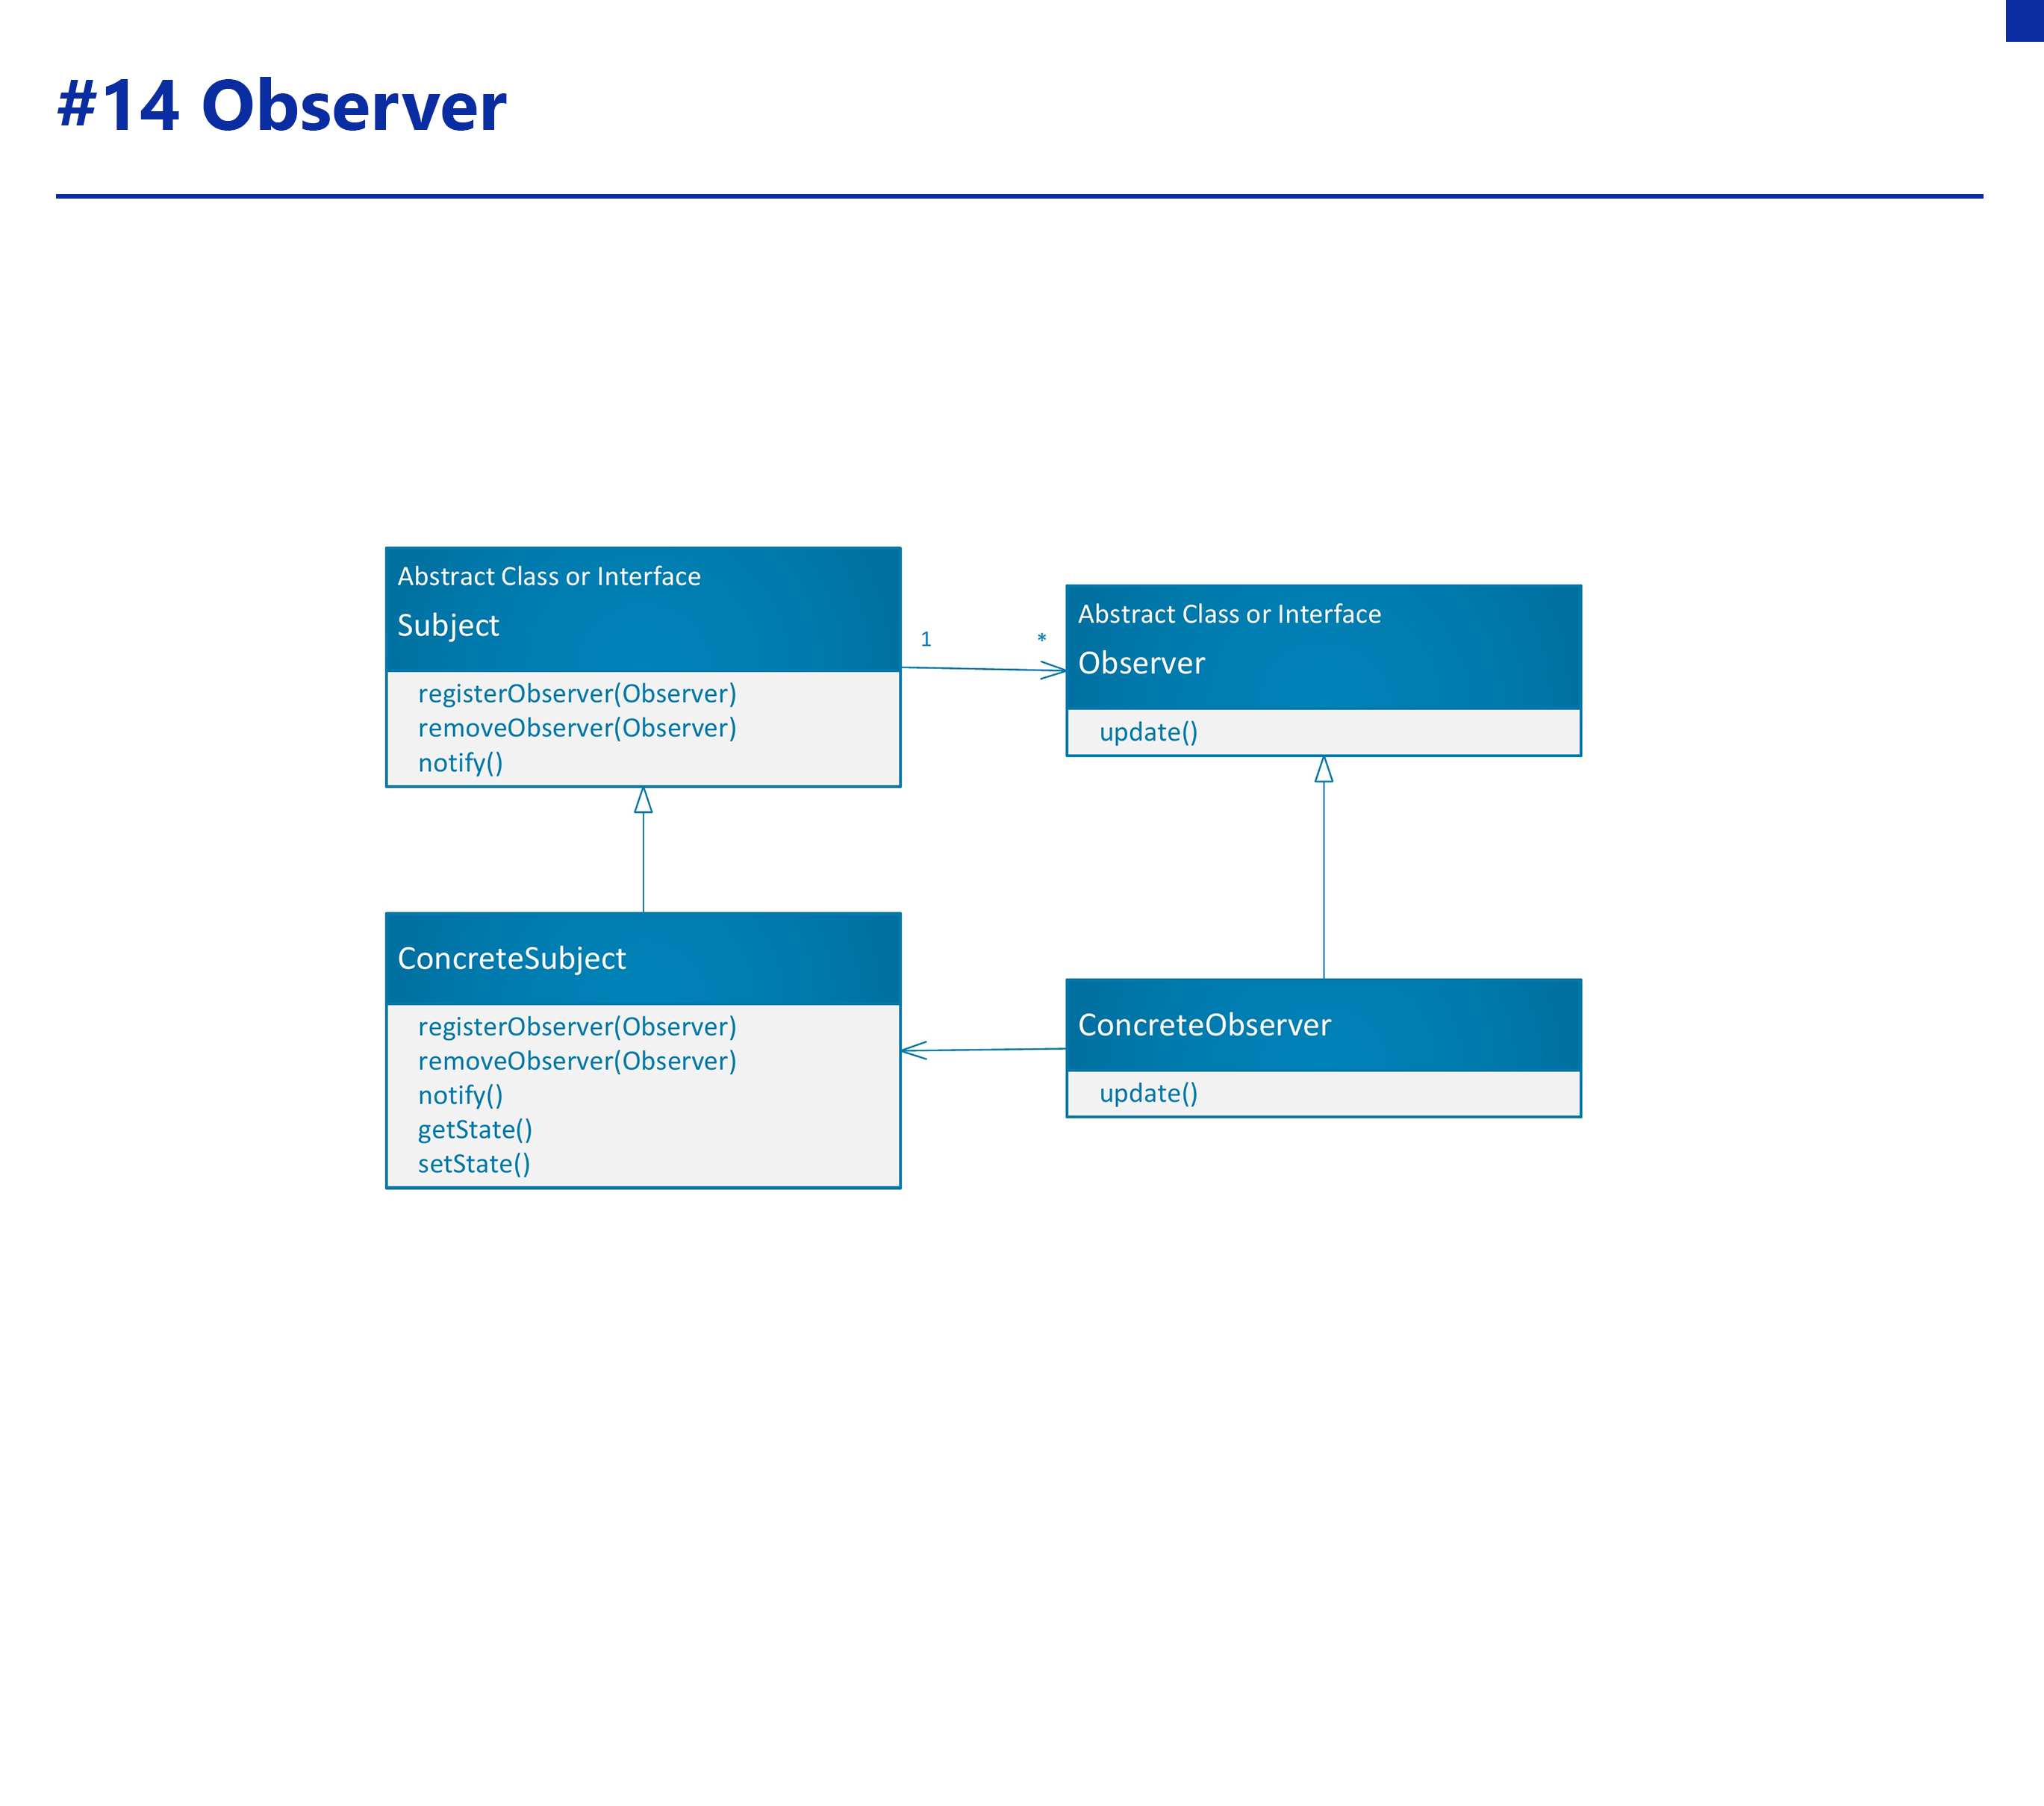 #14 Observer
Abstract Class or Interface
Subject
registerObserver(Observer)
removeObserver(Observer)
notify()
1
*
Abstract Class or Interface
Observer
update()
ConcreteSubject
registerObserver(Observer)
removeObserver(Observer)
notify()
getState()
setState()
ConcreteObserver
update()